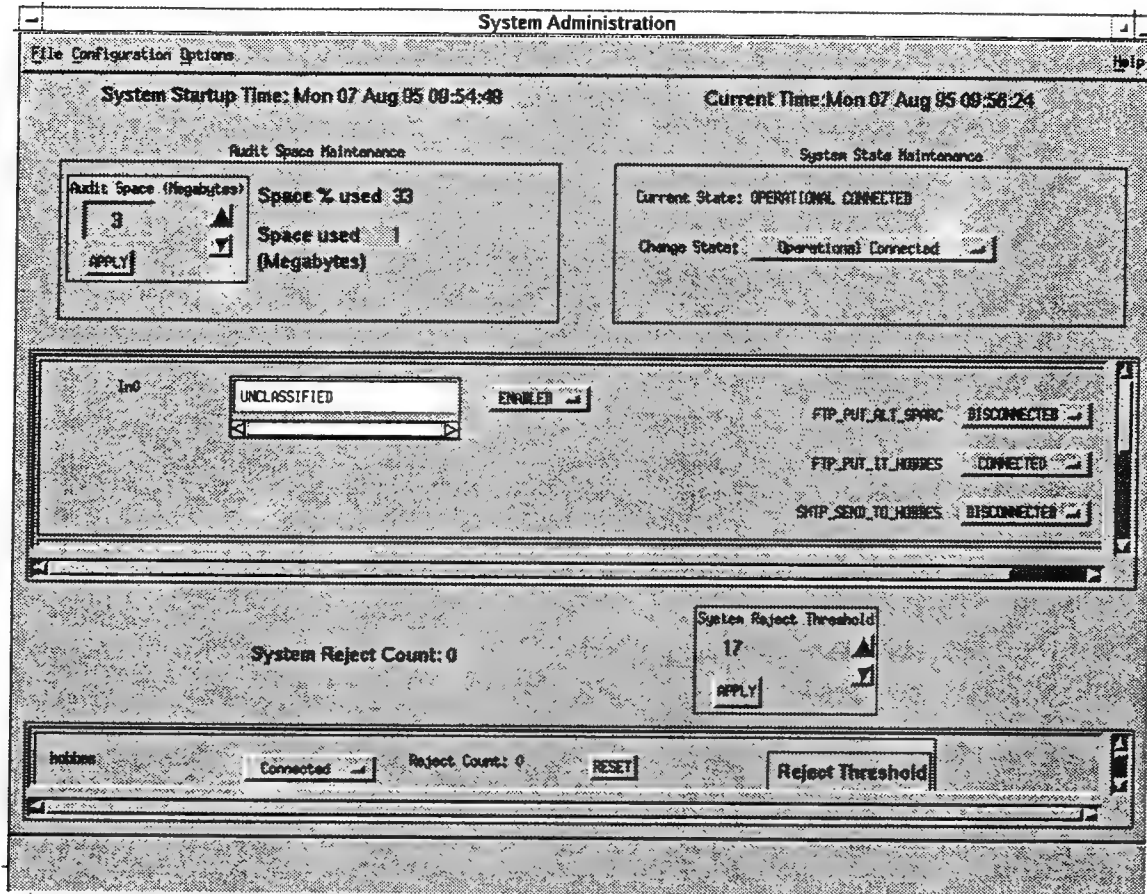 System Administration
File Configuration Options Help
System Startup Time: Mon 07 Aug 95 09:54:48 Current Time:Mon 07 Aug 95 09:56:24
Audit Space Maintenance System State Maintenance
Audit Space (Megabytes) Space % used 33 Current State: OPERATIONAL CONNECTED
3 Space used 1 Change State: Operational Connected
APPLY (Megabytes)
ln0 UNCLASSIFIED ENABLED FTP_PUT_ALT_SPARC DISCONNECTED
FTP_PUT_IT_HOBBES CONNECTED
SMTP_SEND_TO_HOBBES DISCONNECTED
System Reject Threshold
System Reject Count: 0 17
APPLY
hobbes Connected Reject Count: 0 RESET Reject Threshold